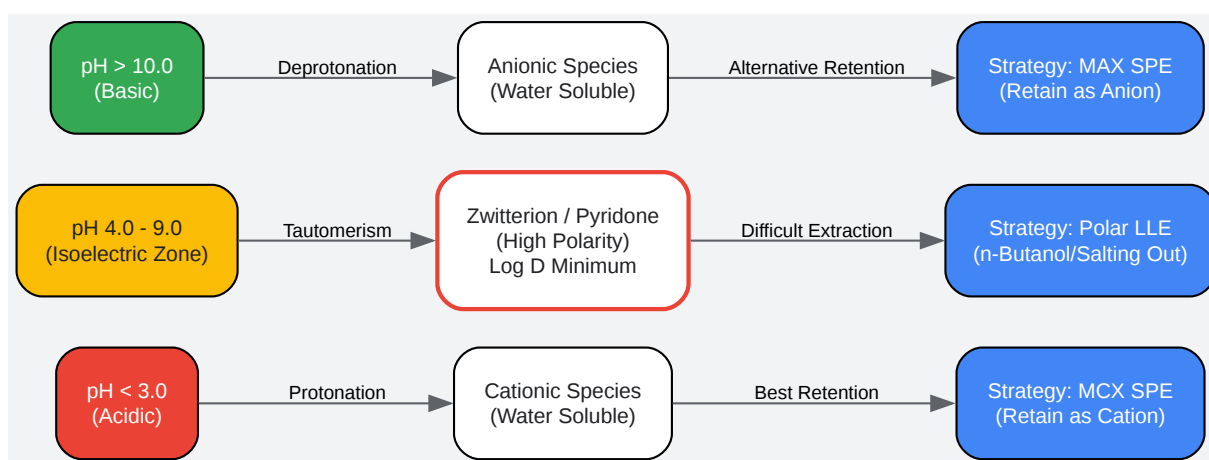 pH > 10.0
(Basic)
Deprotonation
Anionic Species
(Water Soluble)
Alternative Retention
Strategy: MAX SPE
(Retain as Anion)
pH 4.0 - 9.0
(Isoelectric Zone)
Tautomerism
Zwitterion / Pyridone
(High Polarity)
Log D Minimum
Difficult Extraction
Strategy: Polar LLE
(n-Butanol/Salting Out)
pH < 3.0
(Acidic)
Protonation
Cationic Species
(Water Soluble)
Best Retention
Strategy: MCX SPE
(Retain as Cation)